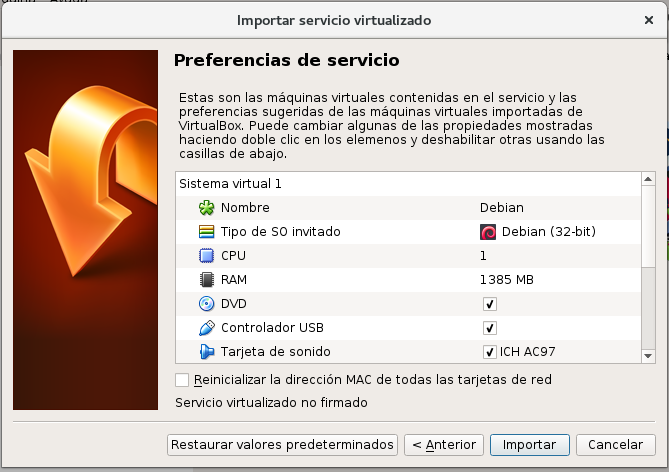 Importar servicio virtualizado
Preferencias de servicio
Estas son las máquinas virtuales contenidas en el servicio y las
preferencias sugeridas de las máquinas virtuales importadas de
VirtualBox. Puede cambiar algunas de las propiedades mostradas
haciendo doble clic en los elemenos y deshabilitar otras usando las
casillas de abajo.
Sistema virtual 1
Nombre Debian
Tipo de SO invitado Debian (32-bit)
CPU 1
RAM 1385 MB
DVD
Controlador USB
Tarjeta de sonido ICH AC97
Reinicializar la dirección MAC de todas las tarjetas de red
Servicio virtualizado no firmado
Restaurar valores predeterminados < Anterior Importar Cancelar